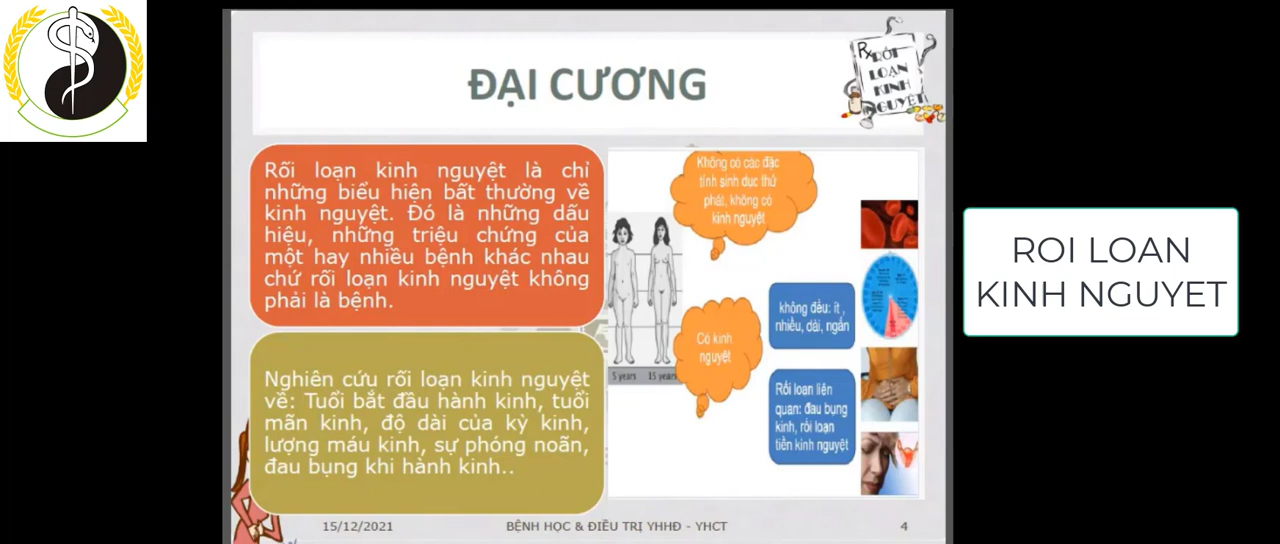 ĐẠI CƯƠNG
RỐI
LOẠN
KINH
NGUYỆT
Rối loạn kinh nguyệt là chỉ
những biểu hiện bất thường về
kinh nguyệt. Đó là những dấu
hiệu, những triệu chứng của
một hay nhiều bệnh khác nhau
chứ rối loạn kinh nguyệt không
phải là bệnh.
Nghiên cứu rối loạn kinh nguyệt
về: Tuổi bắt đầu hành kinh, tuổi
mãn kinh, độ dài của kỳ kinh,
lượng máu kinh, sự phóng noãn,
đau bụng khi hành kinh..
Không có các đặc
tính sinh dục thứ
phát, không có
kinh nguyệt
5 years 15 years
Có kinh
nguyệt
không đều: ít ,
nhiều, dài, ngắn
Rối loạn liên
quan: đau bụng
kinh, rối loạn
tiền kinh nguyệt
15/12/2021
BỆNH HỌC & ĐIỀU TRỊ YHHĐ - YHCT
4
ROI LOAN
KINH NGUYET